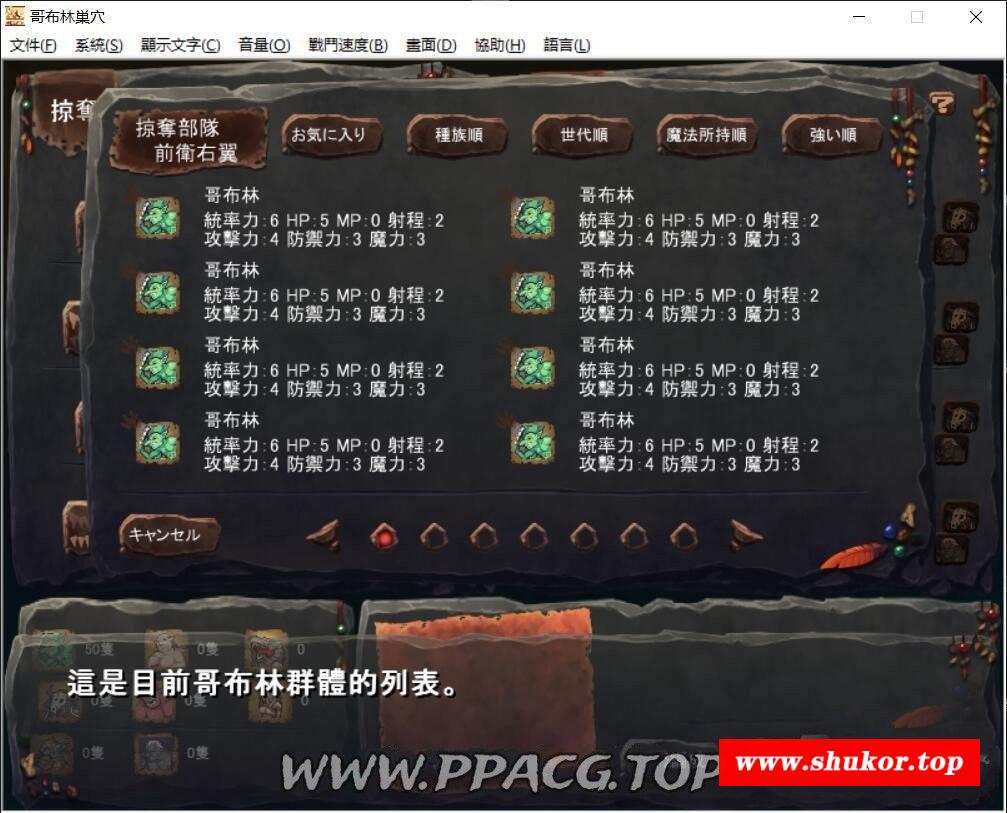 哥布林巢穴
文件(F) 系統(S) 顯示文字(C) 音量(O) 戰鬥速度(B) 畫面(D) 協助(H) 語言(L)
掠奪
掠奪部隊
前衛右翼
お気に入り 種族順 世代順 魔法所持順 強い順
哥布林
統率力:6 HP:5 MP:0 射程:2
攻擊力:4 防禦力:3 魔力:3
哥布林
統率力:6 HP:5 MP:0 射程:2
攻擊力:4 防禦力:3 魔力:3
哥布林
統率力:6 HP:5 MP:0 射程:2
攻擊力:4 防禦力:3 魔力:3
哥布林
統率力:6 HP:5 MP:0 射程:2
攻擊力:4 防禦力:3 魔力:3
哥布林
統率力:6 HP:5 MP:0 射程:2
攻擊力:4 防禦力:3 魔力:3
哥布林
統率力:6 HP:5 MP:0 射程:2
攻擊力:4 防禦力:3 魔力:3
哥布林
統率力:6 HP:5 MP:0 射程:2
攻擊力:4 防禦力:3 魔力:3
哥布林
統率力:6 HP:5 MP:0 射程:2
攻擊力:4 防禦力:3 魔力:3
キャンセル
50隻 0隻 0
這是目前哥布林群體的列表。
0隻 0隻 0
0隻 0隻
WWW.PPACG.TOP
www.shukor.top